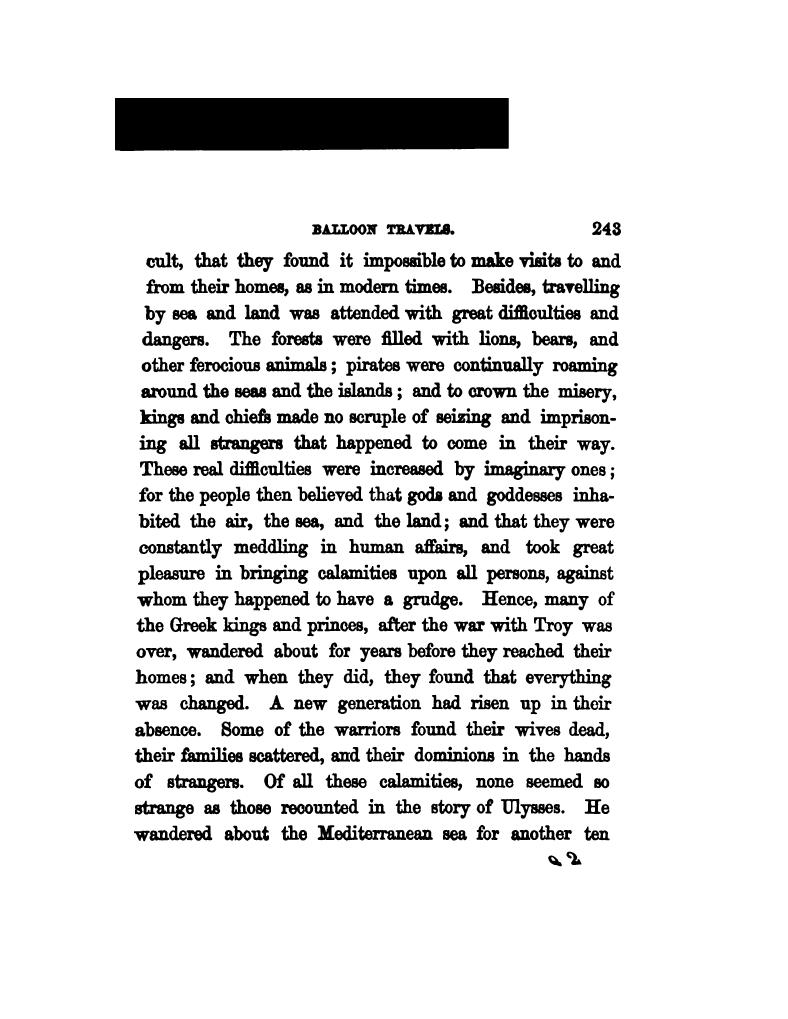 BALLOON TRAVELS. 243
cult, that they found it impossible to make visits to and
from their homes, as in modern times. Besides, travelling
by sea and land was attended with great difficulties and
dangers. The forests were filled with lions, bears, and
other ferocious animals; pirates were continually roaming
around the seas and the islands; and to crown the misery,
kings and chiefs made no scruple of seizing and imprison-
ing all strangers that happened to come in their way.
These real difficulties were increased by imaginary ones;
for the people then believed that gods and goddesses inha-
bited the air, the sea, and the land; and that they were
constantly meddling in human affairs, and took great
pleasure in bringing calamities upon all persons, against
whom they happened to have a grudge. Hence, many of
the Greek kings and princes, after the war with Troy was
over, wandered about for years before they reached their
homes; and when they did, they found that everything
was changed. A new generation had risen up in their
absence. Some of the warriors found their wives dead,
their families scattered, and their dominions in the hands
of strangers. Of all these calamities, none seemed so
strange as those recounted in the story of Ulysses. He
wandered about the Mediterranean sea for another ten
Q 2